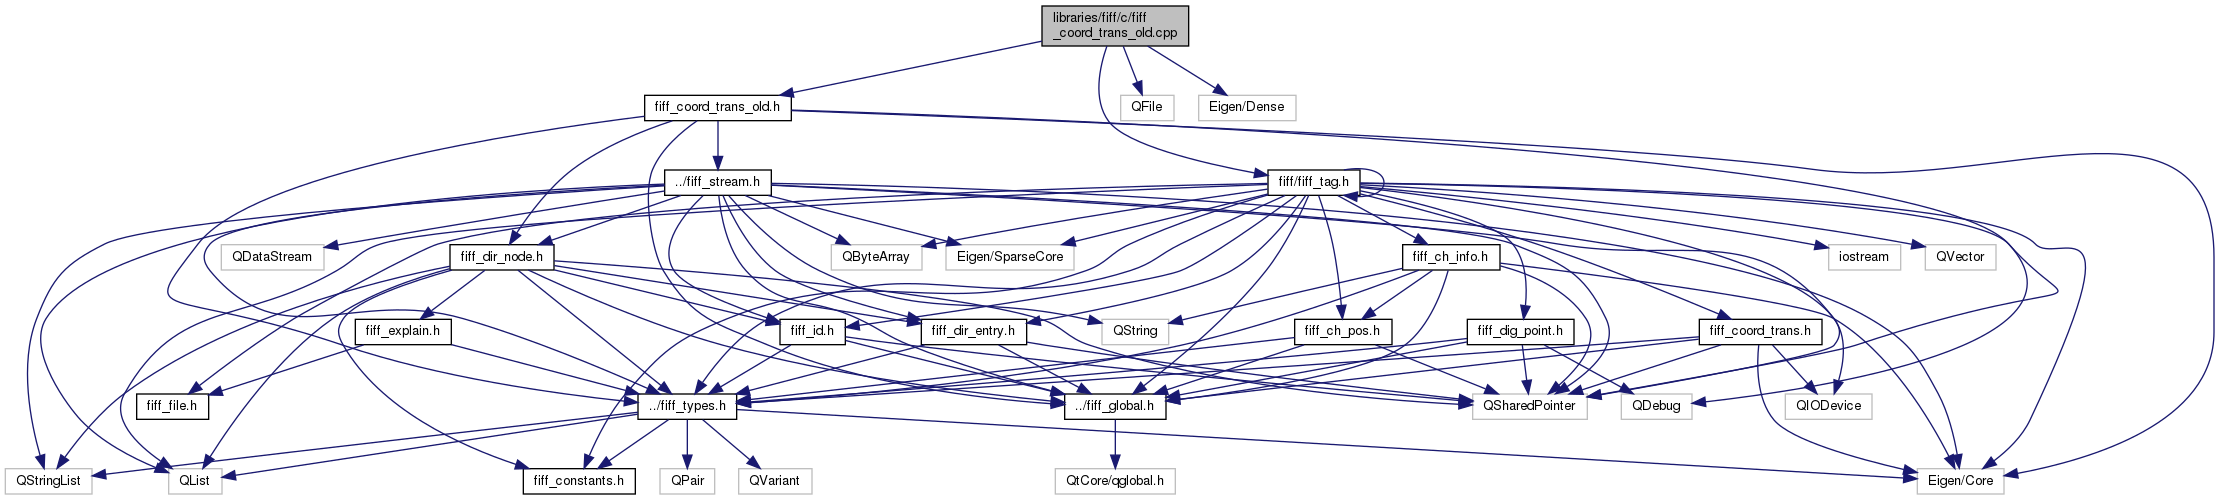 libraries/fiff/c/fiff
_coord_trans_old.cpp
fiff_coord_trans_old.h
QFile
Eigen/Dense
../fiff_stream.h
fiff/fiff_tag.h
QDataStream
fiff_dir_node.h
QByteArray
Eigen/SparseCore
fiff_ch_info.h
iostream
QVector
fiff_explain.h
fiff_id.h
fiff_dir_entry.h
QString
fiff_ch_pos.h
fiff_dig_point.h
fiff_coord_trans.h
fiff_file.h
../fiff_types.h
../fiff_global.h
QSharedPointer
QDebug
QIODevice
QStringList
QList
fiff_constants.h
QPair
QVariant
QtCore/qglobal.h
Eigen/Core